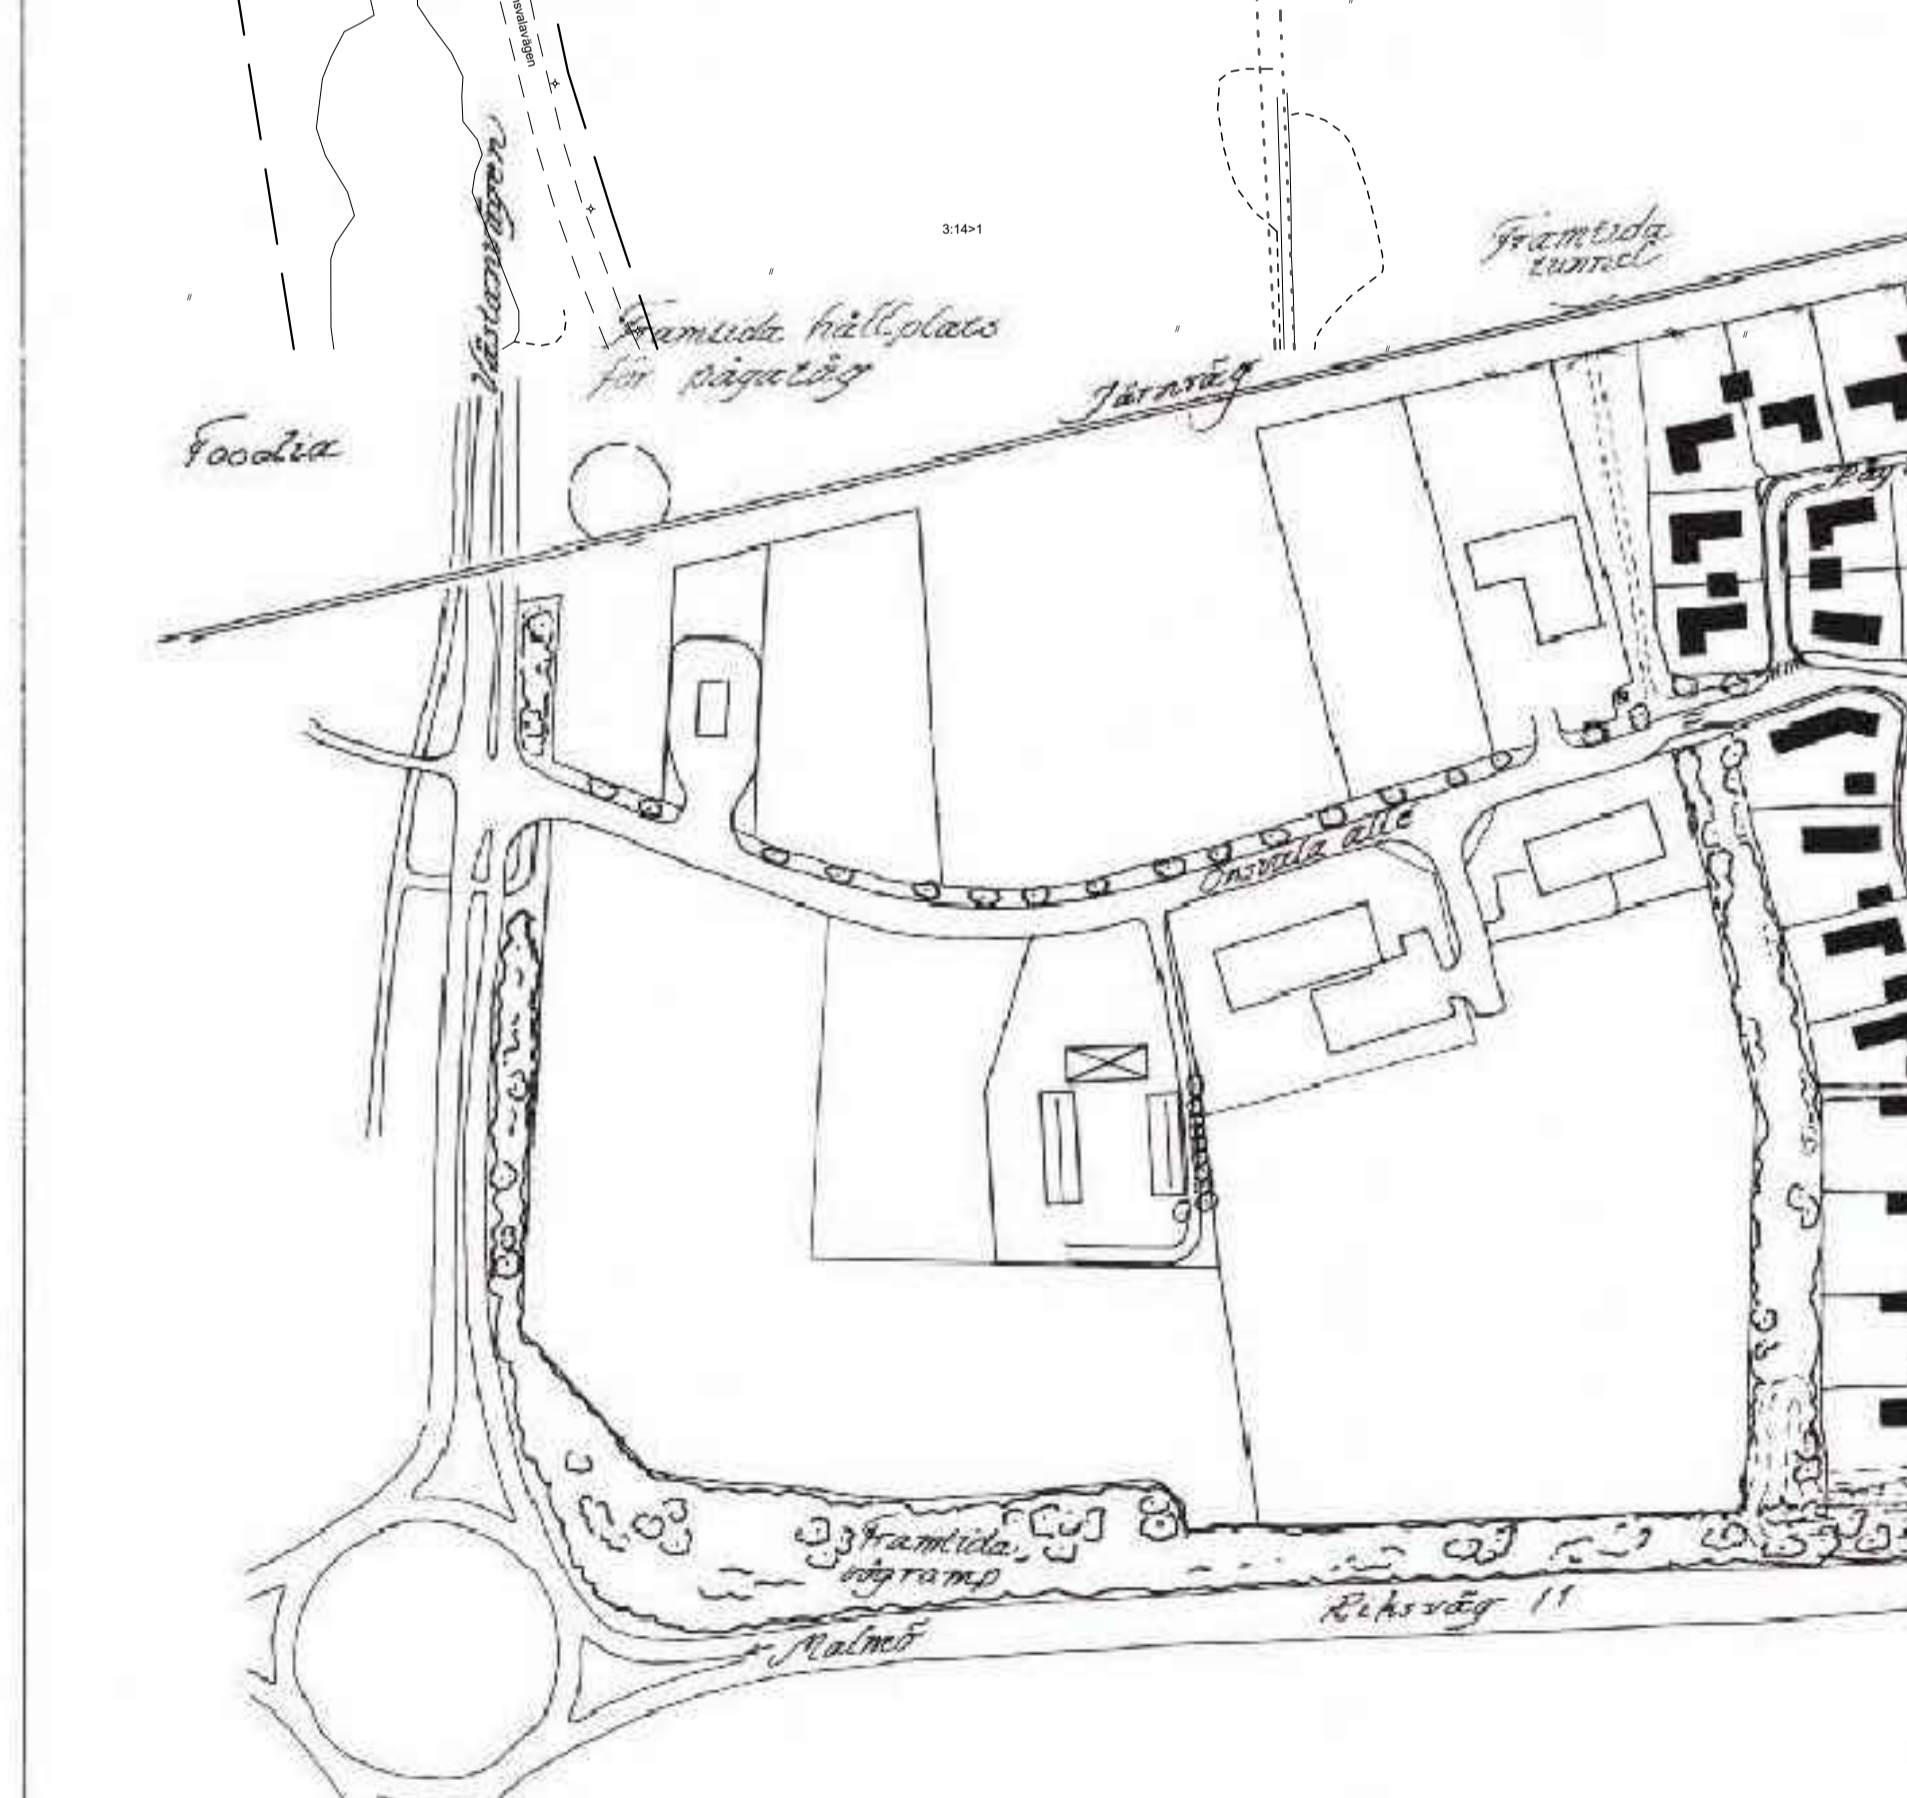 svalavägen
Västanvägen
3:14>1
Framtida
tunnel
Framtida hållplats
för pågatåg
Järnväg
Foodia
Önsvala allé
Framtida
vägramp
Riksväg 11
Malmö